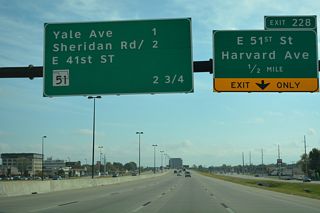 Yale Ave 1
Sheridan Rd/ 2
E 41st ST
51 2 3/4
EXIT 228
E 51ST St
Harvard Ave
1/2 MILE
EXIT ONLY